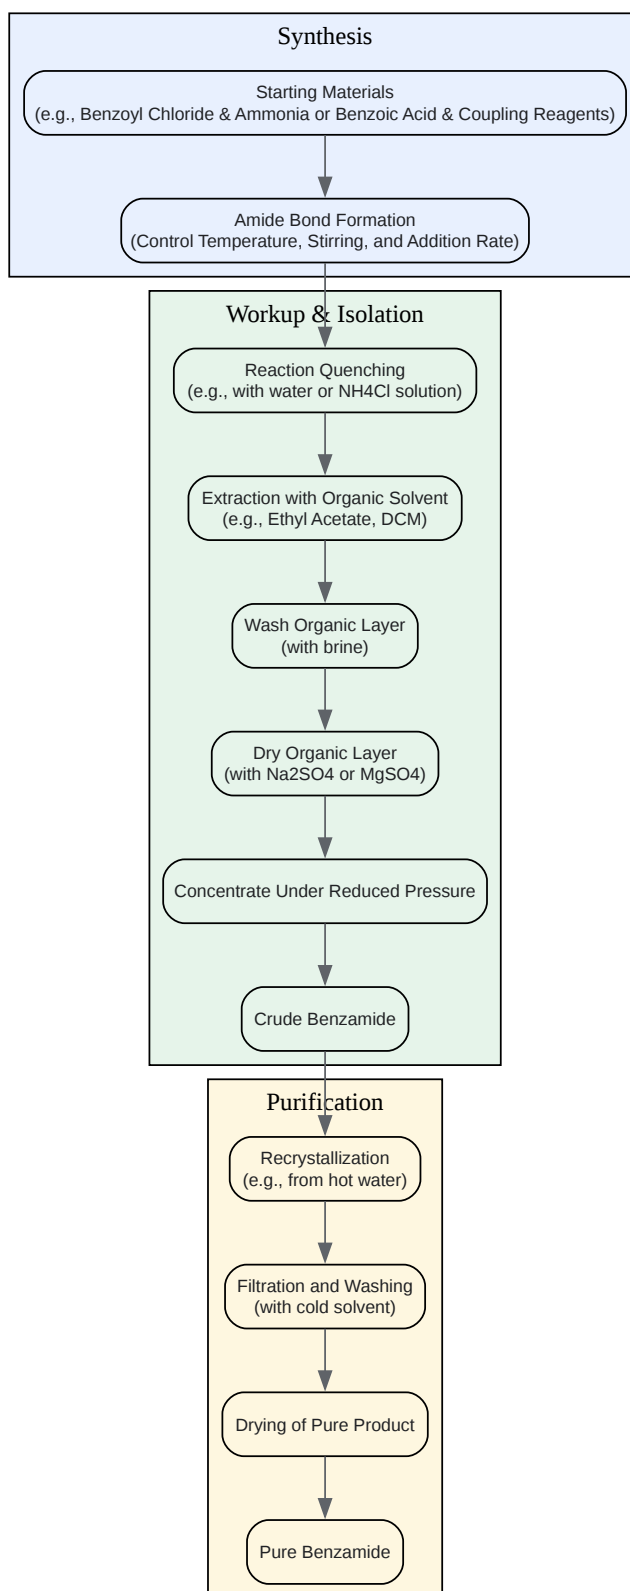 Synthesis
Starting Materials
(e.g., Benzoyl Chloride & Ammonia or Benzoic Acid & Coupling Reagents)
Amide Bond Formation
(Control Temperature, Stirring, and Addition Rate)
Workup & Isolation
Reaction Quenching
(e.g., with water or NH4Cl solution)
Extraction with Organic Solvent
(e.g., Ethyl Acetate, DCM)
Wash Organic Layer
(with brine)
Dry Organic Layer
(with Na2SO4 or MgSO4)
Concentrate Under Reduced Pressure
Crude Benzamide
Purification
Recrystallization
(e.g., from hot water)
Filtration and Washing
(with cold solvent)
Drying of Pure Product
Pure Benzamide